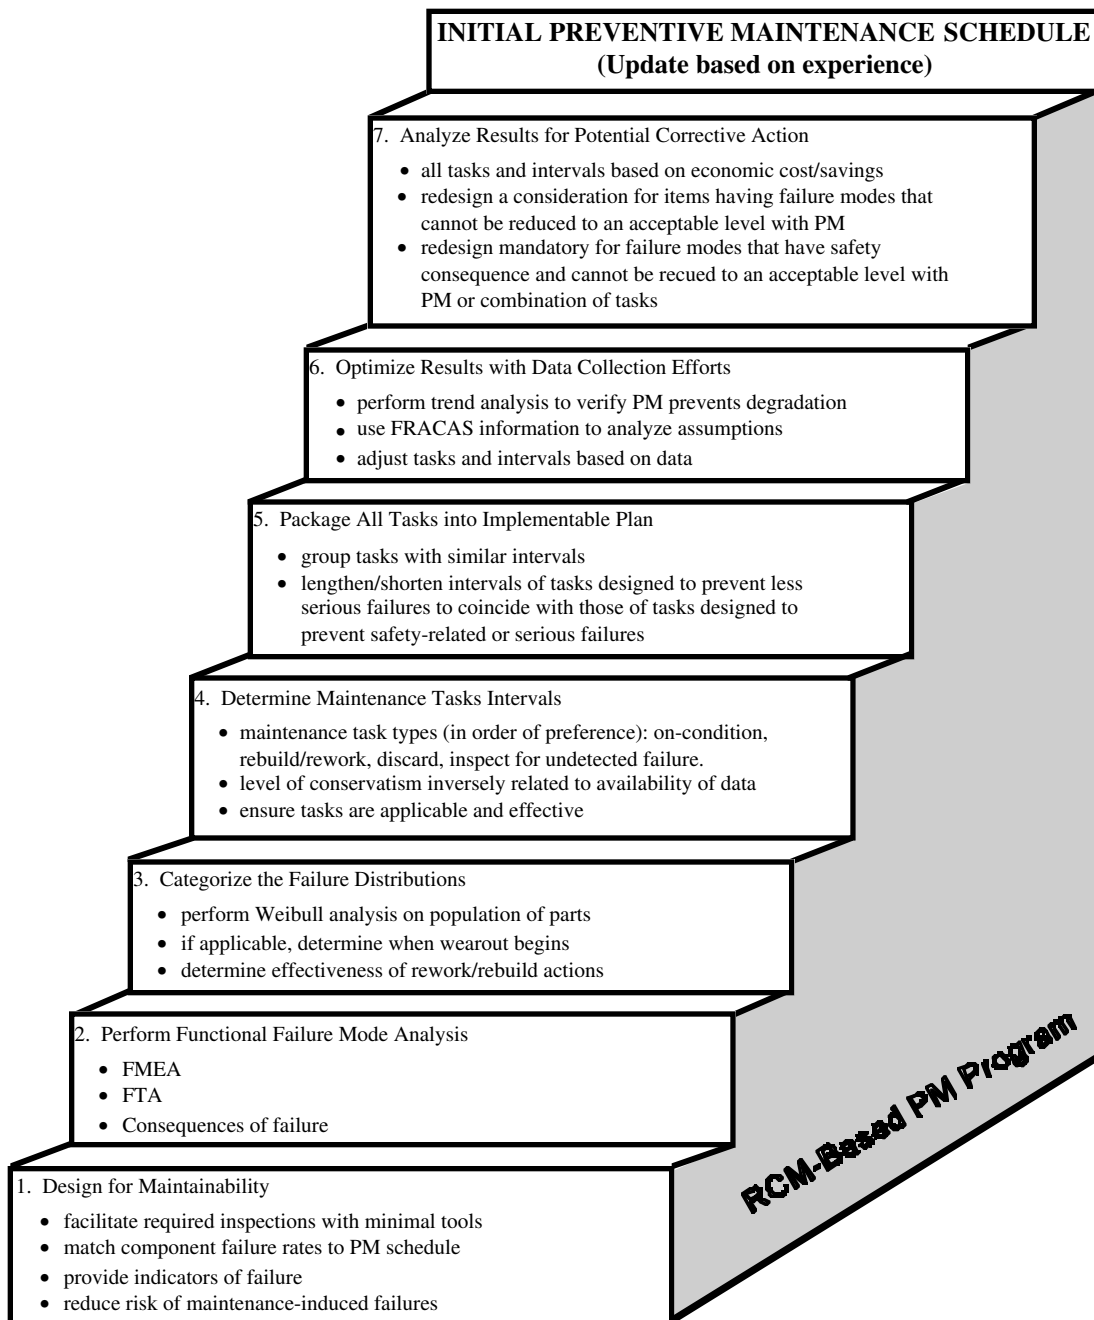 INITIAL PREVENTIVE MAINTENANCE SCHEDULE
(Update based on experience)
7. Analyze Results for Potential Corrective Action
• all tasks and intervals based on economic cost/savings
• redesign a consideration for items having failure modes that
cannot be reduced to an acceptable level with PM
• redesign mandatory for failure modes that have safety
consequence and cannot be recued to an acceptable level with
PM or combination of tasks
6. Optimize Results with Data Collection Efforts
• perform trend analysis to verify PM prevents degradation
• use FRACAS information to analyze assumptions
• adjust tasks and intervals based on data
5. Package All Tasks into Implementable Plan
• group tasks with similar intervals
• lengthen/shorten intervals of tasks designed to prevent less
serious failures to coincide with those of tasks designed to
prevent safety-related or serious failures
4. Determine Maintenance Tasks Intervals
• maintenance task types (in order of preference): on-condition,
rebuild/rework, discard, inspect for undetected failure.
• level of conservatism inversely related to availability of data
• ensure tasks are applicable and effective
3. Categorize the Failure Distributions
• perform Weibull analysis on population of parts
• if applicable, determine when wearout begins
• determine effectiveness of rework/rebuild actions
2. Perform Functional Failure Mode Analysis
• FMEA
• FTA
• Consequences of failure
1. Design for Maintainability
• facilitate required inspections with minimal tools
• match component failure rates to PM schedule
• provide indicators of failure
• reduce risk of maintenance-induced failures
RCM-Based PM Program